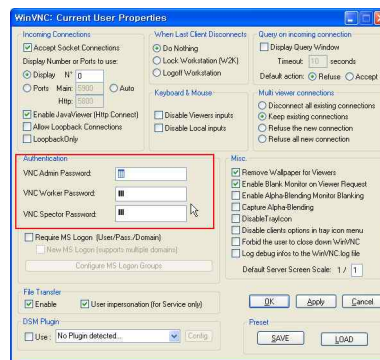 WinVNC: Current User Properties
Incoming Connections
Accept Socket Connections
Display Number or Ports to use:
Display N° 0
Ports Main: 5900 Auto
Http: 5800
Enable JavaViewer (Http Connect)
Allow Loopback Connections
LoopbackOnly
When Last Client Disconnects
Do Nothing
Lock Workstation (W2K)
Logoff Workstation
Keyboard & Mouse
Disable Viewers inputs
Disable Local inputs
Query on incoming connection
Display Query Window
Timeout: 10 seconds
Default action: Refuse Accept
Multi viewer connections
Disconnect all existing connections
Keep existing connections
Refuse the new connection
Refuse all new connection
Authentication
VNC Admin Password:
VNC Worker Password:
VNC Spector Password:
Require MS Logon (User/Pass./Domain)
New MS Logon (supports multiple domains)
Configure MS Logon Groups
Misc.
Remove Wallpaper for Viewers
Enable Blank Monitor on Viewer Request
Enable Alpha-Blending Monitor Blanking
Capture Alpha-Blending
DisableTrayIcon
Disable clients options in tray icon menu
Forbid the user to close down WinVNC
Log debug infos to the WinVNC.log file
Default Server Screen Scale: 1 / 1
File Transfer
Enable User impersonation (for Service only)
DSM Plugin
Use : No Plugin detected... Config.
OK Apply Cancel
Preset
SAVE LOAD